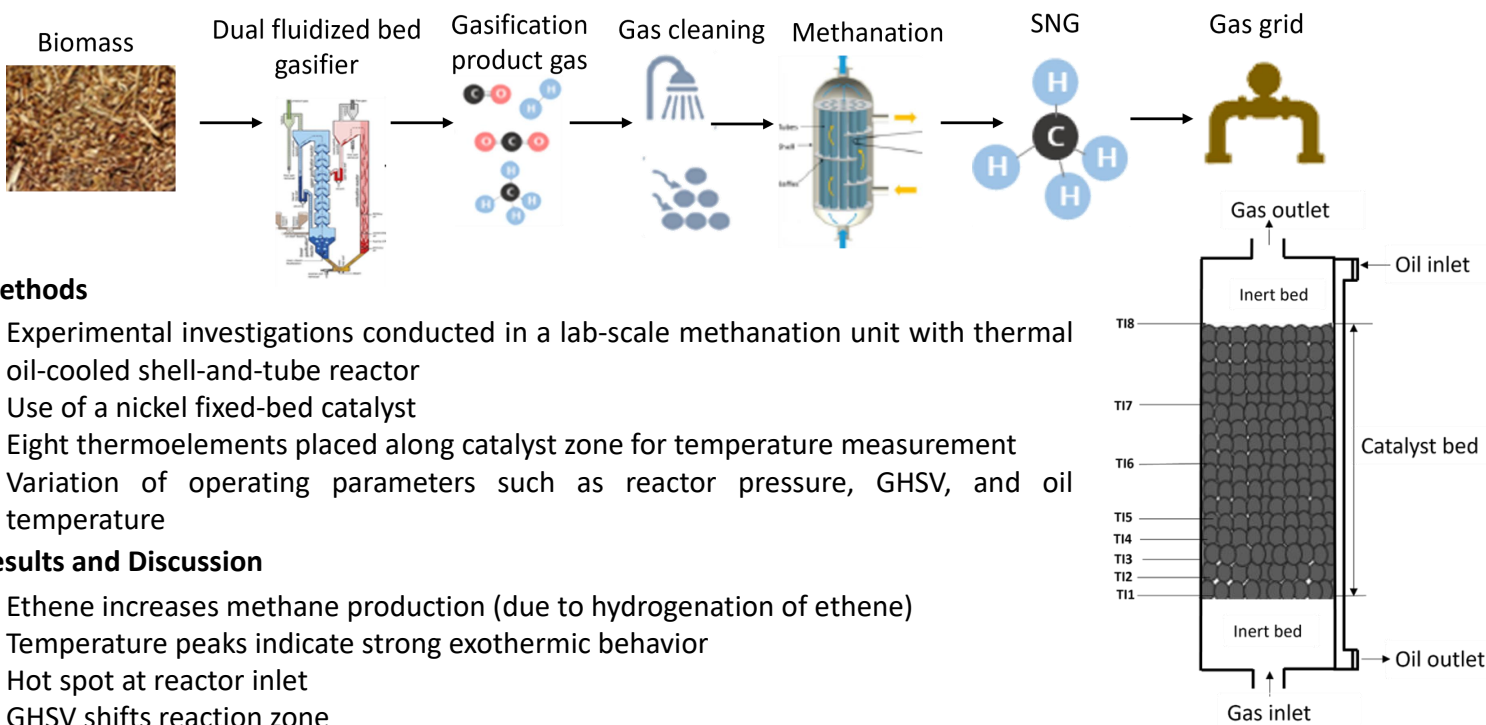 Biomass
Dual fluidized bed
gasifier
Gasification
product gas
Gas cleaning
Methanation
SNG
Gas grid
C O
H H
O C O
H
C
H H
H
Tubes
Shell
Baffles
H
C
H H
H
ethods
Experimental investigations conducted in a lab-scale methanation unit with thermal
oil-cooled shell-and-tube reactor
Use of a nickel fixed-bed catalyst
Eight thermoelements placed along catalyst zone for temperature measurement
Variation of operating parameters such as reactor pressure, GHSV, and oil
temperature
esults and Discussion
Ethene increases methane production (due to hydrogenation of ethene)
Temperature peaks indicate strong exothermic behavior
Hot spot at reactor inlet
GHSV shifts reaction zone
Gas outlet
Oil inlet
Inert bed
TI8
TI7
Catalyst bed
TI6
TI5
TI4
TI3
TI2
TI1
Inert bed
Oil outlet
Gas inlet